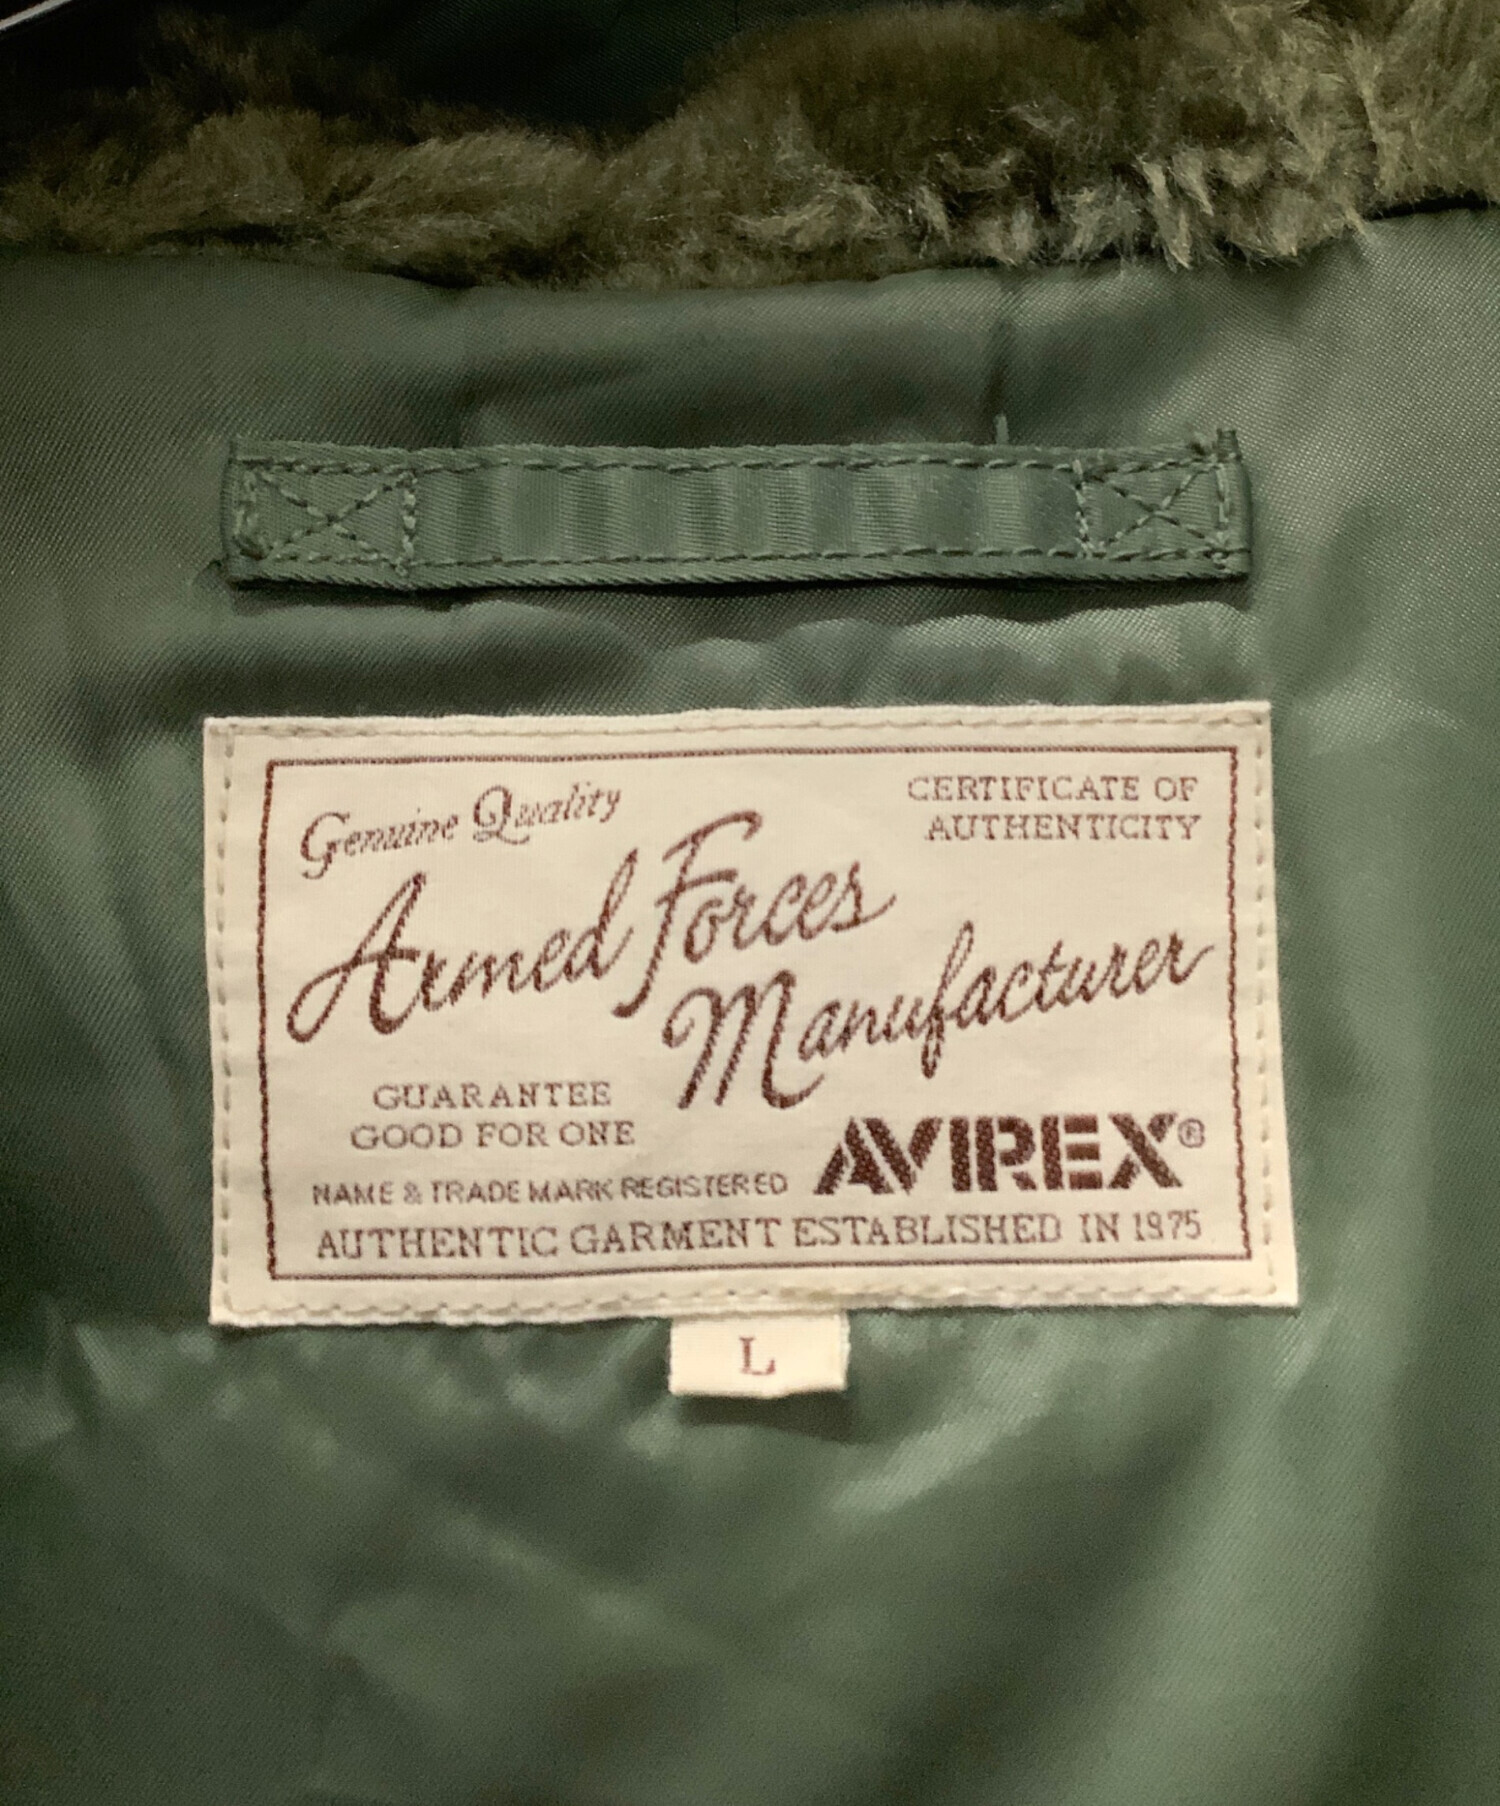 Genuine Quality
CERTIFICATE OF
AUTHENTICITY
Armed Forces
Manufacturer
GUARANTEE
GOOD FOR ONE
AVIREX®
NAME & TRADE MARK REGISTERED
AUTHENTIC GARMENT ESTABLISHED IN 1975
L